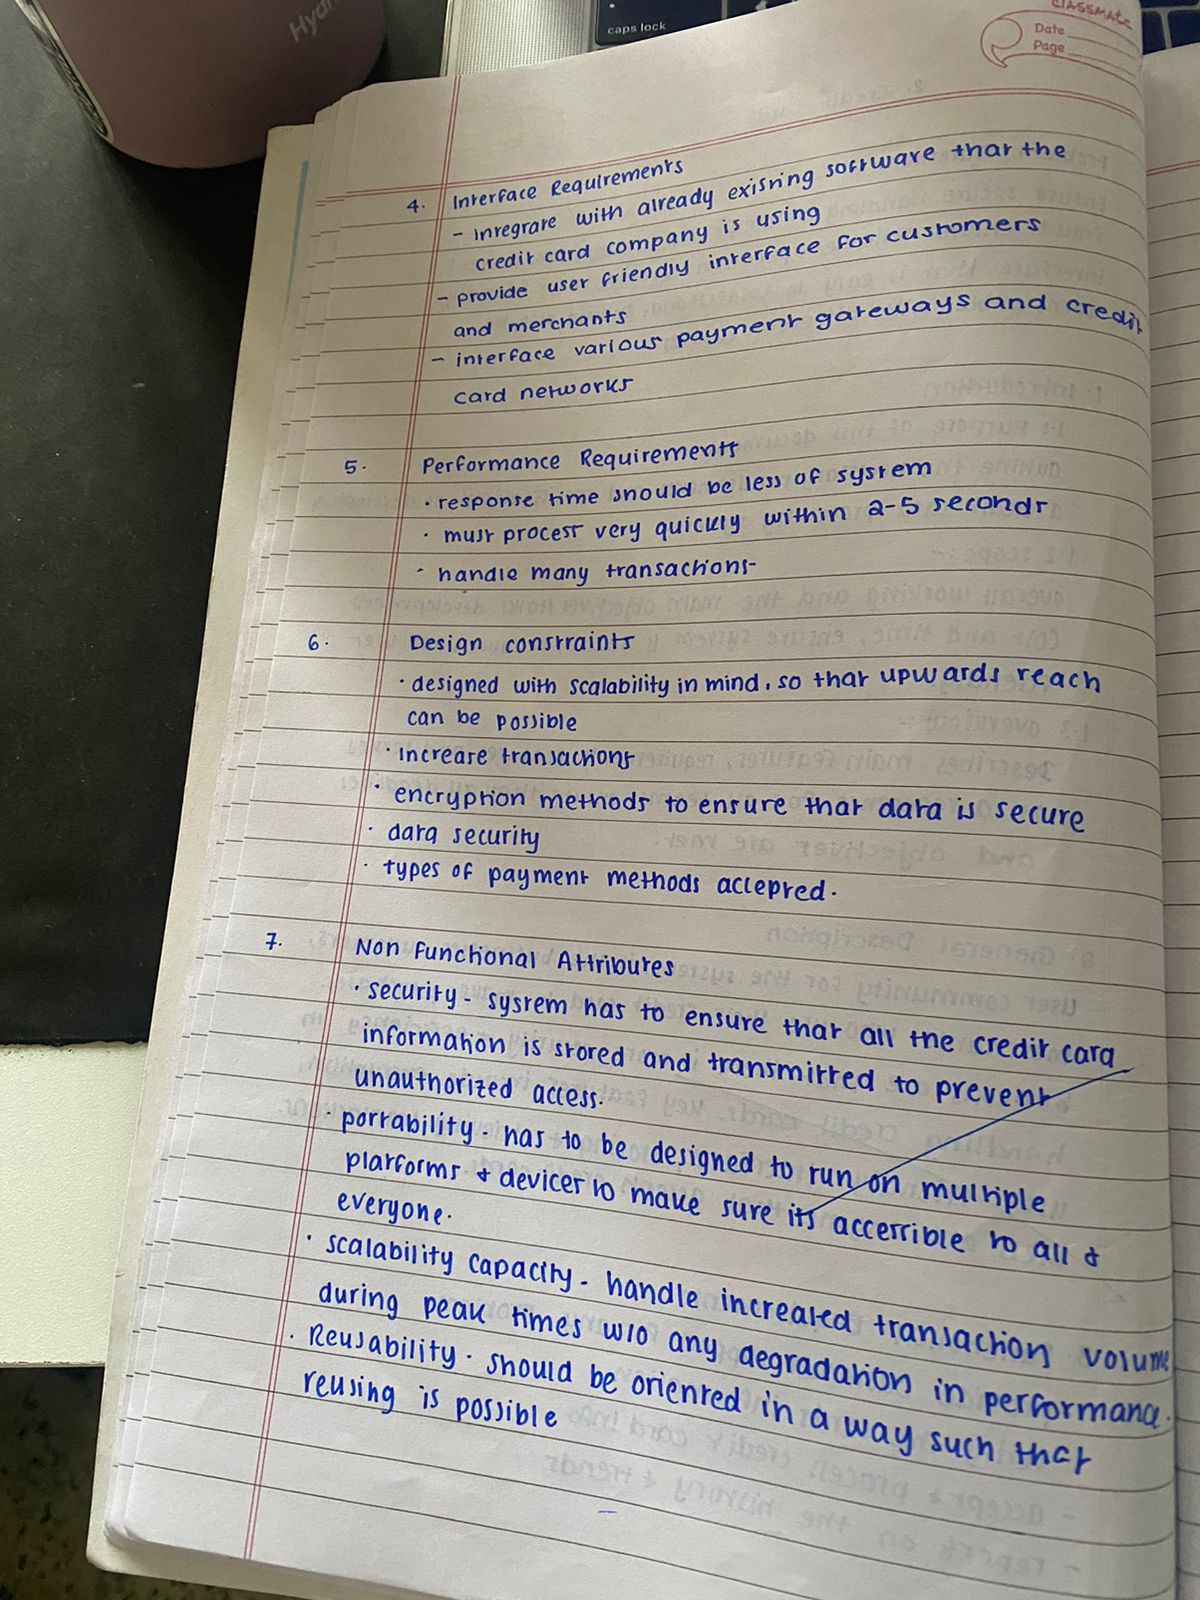 Hydr
caps lock
classmate
Date
Page
4. Interface Requirements
- integrate with already existing software that the
credit card company is using
- provide user friendly interface for customers
and merchants
- interface various payment gateways and credit
card networks
5. Performance Requirements
· response time should be less of system
· must process very quickly within 2-5 seconds
- handle many transactions-
6. Design constraints
· designed with scalability in mind, so that upwards reach
can be possible
· increase transactions
· encryption methods to ensure that data is secure
· data security
· types of payment methods accepted.
7. Non Functional Attributes
· security - system has to ensure that all the credit card
information is stored and transmitted to prevent
unauthorized access.
· portability - has to be designed to run on multiple
platforms & devices to make sure its accessible to all &
everyone.
· scalability capacity - handle increased transaction volume
during peak times w/o any degradation in performance.
· Reusability - should be oriented in a way such that
reusing is possible